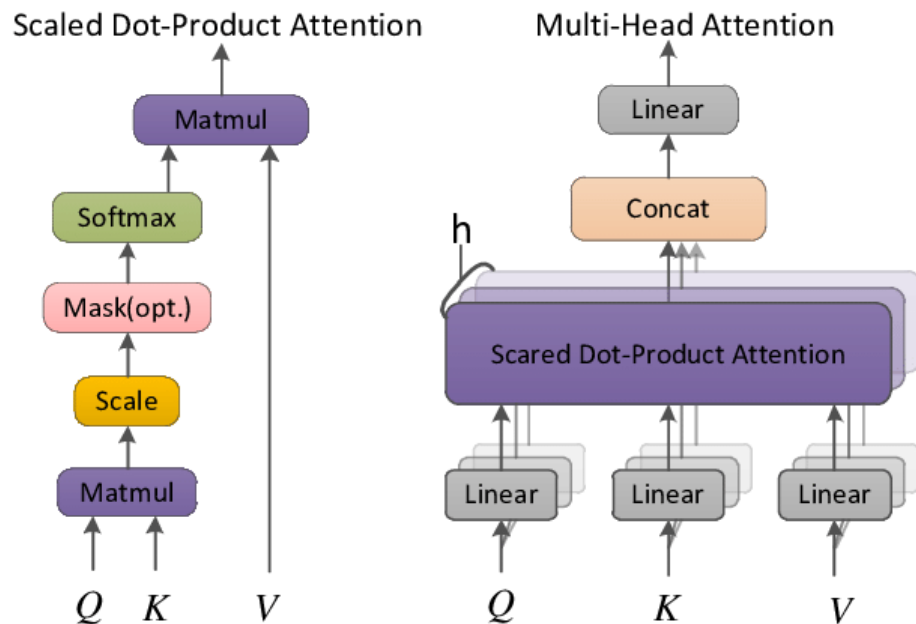 Scaled Dot-Product Attention
Matmul
Softmax
Mask(opt.)
Scale
Matmul
Q K V
Multi-Head Attention
Linear
Concat
h
Scared Dot-Product Attention
Linear Linear Linear
Q K V